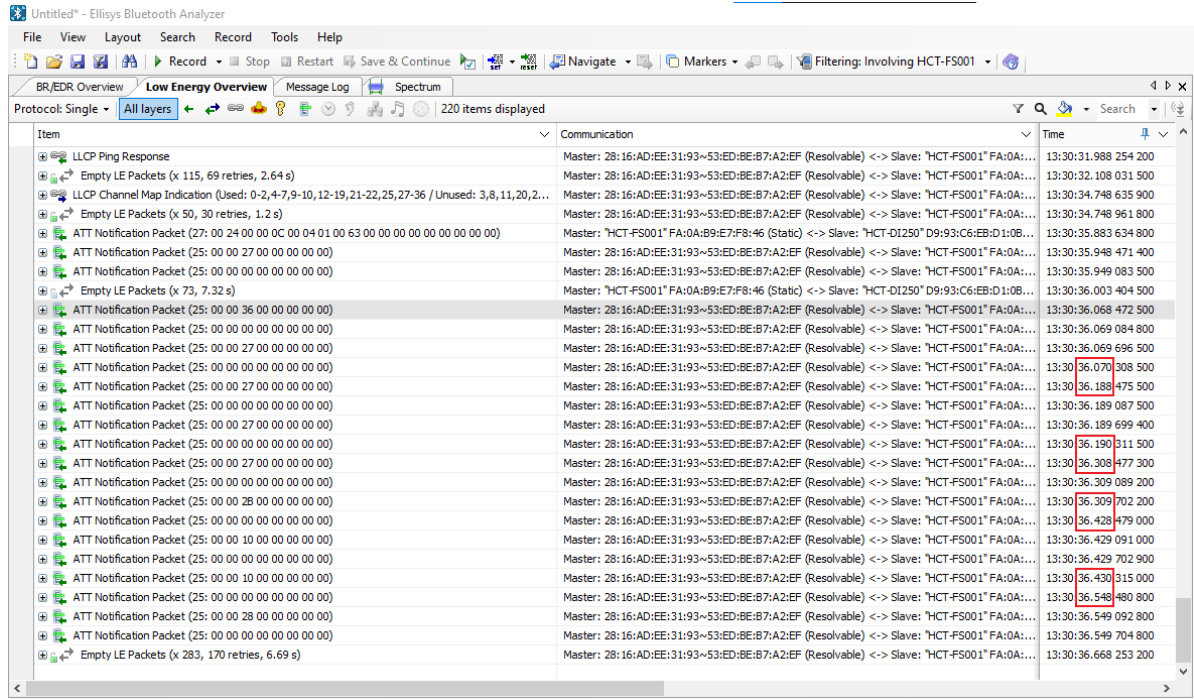 Untitled* - Ellisys Bluetooth Analyzer
File View Layout Search Record Tools Help
Record Stop Restart Save & Continue Navigate Markers Filtering: Involving HCT-FS001
BR/EDR Overview Low Energy Overview Message Log Spectrum
Protocol: Single All layers 220 items displayed Search
Item Communication Time
LLCP Ping Response Master: 28:16:AD:EE:31:93~53:ED:BE:B7:A2:EF (Resolvable) <-> Slave: "HCT-FS001" FA:0A:... 13:30:31.988 254 200
Empty LE Packets (x 115, 69 retries, 2.64 s) Master: 28:16:AD:EE:31:93~53:ED:BE:B7:A2:EF (Resolvable) <-> Slave: "HCT-FS001" FA:0A:... 13:30:32.108 031 500
LLCP Channel Map Indication (Used: 0-2,4-7,9-10,12-19,21-22,25,27-36 / Unused: 3,8,11,20,2... Master: 28:16:AD:EE:31:93~53:ED:BE:B7:A2:EF (Resolvable) <-> Slave: "HCT-FS001" FA:0A:... 13:30:34.748 635 900
Empty LE Packets (x 50, 30 retries, 1.2 s) Master: 28:16:AD:EE:31:93~53:ED:BE:B7:A2:EF (Resolvable) <-> Slave: "HCT-FS001" FA:0A:... 13:30:34.748 961 800
ATT Notification Packet (27: 00 24 00 00 0C 00 04 01 00 63 00 00 00 00 00 00 00 00 00) Master: "HCT-FS001" FA:0A:B9:E7:F8:46 (Static) <-> Slave: "HCT-DI250" D9:93:C6:EB:D1:0B... 13:30:35.883 634 800
ATT Notification Packet (25: 00 00 27 00 00 00 00 00) Master: 28:16:AD:EE:31:93~53:ED:BE:B7:A2:EF (Resolvable) <-> Slave: "HCT-FS001" FA:0A:... 13:30:35.948 471 400
ATT Notification Packet (25: 00 00 00 00 00 00 00 00) Master: 28:16:AD:EE:31:93~53:ED:BE:B7:A2:EF (Resolvable) <-> Slave: "HCT-FS001" FA:0A:... 13:30:35.949 083 500
Empty LE Packets (x 73, 7.32 s) Master: "HCT-FS001" FA:0A:B9:E7:F8:46 (Static) <-> Slave: "HCT-DI250" D9:93:C6:EB:D1:0B... 13:30:36.003 404 500
ATT Notification Packet (25: 00 00 36 00 00 00 00 00) Master: 28:16:AD:EE:31:93~53:ED:BE:B7:A2:EF (Resolvable) <-> Slave: "HCT-FS001" FA:0A:... 13:30:36.068 472 500
ATT Notification Packet (25: 00 00 00 00 00 00 00 00) Master: 28:16:AD:EE:31:93~53:ED:BE:B7:A2:EF (Resolvable) <-> Slave: "HCT-FS001" FA:0A:... 13:30:36.069 084 800
ATT Notification Packet (25: 00 00 27 00 00 00 00 00) Master: 28:16:AD:EE:31:93~53:ED:BE:B7:A2:EF (Resolvable) <-> Slave: "HCT-FS001" FA:0A:... 13:30:36.069 696 500
ATT Notification Packet (25: 00 00 00 00 00 00 00 00) Master: 28:16:AD:EE:31:93~53:ED:BE:B7:A2:EF (Resolvable) <-> Slave: "HCT-FS001" FA:0A:... 13:30:36.070 308 500
ATT Notification Packet (25: 00 00 27 00 00 00 00 00) Master: 28:16:AD:EE:31:93~53:ED:BE:B7:A2:EF (Resolvable) <-> Slave: "HCT-FS001" FA:0A:... 13:30:36.188 475 500
ATT Notification Packet (25: 00 00 00 00 00 00 00 00) Master: 28:16:AD:EE:31:93~53:ED:BE:B7:A2:EF (Resolvable) <-> Slave: "HCT-FS001" FA:0A:... 13:30:36.189 087 500
ATT Notification Packet (25: 00 00 27 00 00 00 00 00) Master: 28:16:AD:EE:31:93~53:ED:BE:B7:A2:EF (Resolvable) <-> Slave: "HCT-FS001" FA:0A:... 13:30:36.189 699 400
ATT Notification Packet (25: 00 00 00 00 00 00 00 00) Master: 28:16:AD:EE:31:93~53:ED:BE:B7:A2:EF (Resolvable) <-> Slave: "HCT-FS001" FA:0A:... 13:30:36.190 311 500
ATT Notification Packet (25: 00 00 27 00 00 00 00 00) Master: 28:16:AD:EE:31:93~53:ED:BE:B7:A2:EF (Resolvable) <-> Slave: "HCT-FS001" FA:0A:... 13:30:36.308 477 300
ATT Notification Packet (25: 00 00 00 00 00 00 00 00) Master: 28:16:AD:EE:31:93~53:ED:BE:B7:A2:EF (Resolvable) <-> Slave: "HCT-FS001" FA:0A:... 13:30:36.309 089 200
ATT Notification Packet (25: 00 00 2B 00 00 00 00 00) Master: 28:16:AD:EE:31:93~53:ED:BE:B7:A2:EF (Resolvable) <-> Slave: "HCT-FS001" FA:0A:... 13:30:36.309 702 200
ATT Notification Packet (25: 00 00 00 00 00 00 00 00) Master: 28:16:AD:EE:31:93~53:ED:BE:B7:A2:EF (Resolvable) <-> Slave: "HCT-FS001" FA:0A:... 13:30:36.428 479 000
ATT Notification Packet (25: 00 00 10 00 00 00 00 00) Master: 28:16:AD:EE:31:93~53:ED:BE:B7:A2:EF (Resolvable) <-> Slave: "HCT-FS001" FA:0A:... 13:30:36.429 091 000
ATT Notification Packet (25: 00 00 00 00 00 00 00 00) Master: 28:16:AD:EE:31:93~53:ED:BE:B7:A2:EF (Resolvable) <-> Slave: "HCT-FS001" FA:0A:... 13:30:36.429 702 900
ATT Notification Packet (25: 00 00 10 00 00 00 00 00) Master: 28:16:AD:EE:31:93~53:ED:BE:B7:A2:EF (Resolvable) <-> Slave: "HCT-FS001" FA:0A:... 13:30:36.430 315 000
ATT Notification Packet (25: 00 00 00 00 00 00 00 00) Master: 28:16:AD:EE:31:93~53:ED:BE:B7:A2:EF (Resolvable) <-> Slave: "HCT-FS001" FA:0A:... 13:30:36.548 480 800
ATT Notification Packet (25: 00 00 28 00 00 00 00 00) Master: 28:16:AD:EE:31:93~53:ED:BE:B7:A2:EF (Resolvable) <-> Slave: "HCT-FS001" FA:0A:... 13:30:36.549 092 800
ATT Notification Packet (25: 00 00 00 00 00 00 00 00) Master: 28:16:AD:EE:31:93~53:ED:BE:B7:A2:EF (Resolvable) <-> Slave: "HCT-FS001" FA:0A:... 13:30:36.549 704 800
Empty LE Packets (x 283, 170 retries, 6.69 s) Master: 28:16:AD:EE:31:93~53:ED:BE:B7:A2:EF (Resolvable) <-> Slave: "HCT-FS001" FA:0A:... 13:30:36.668 253 200